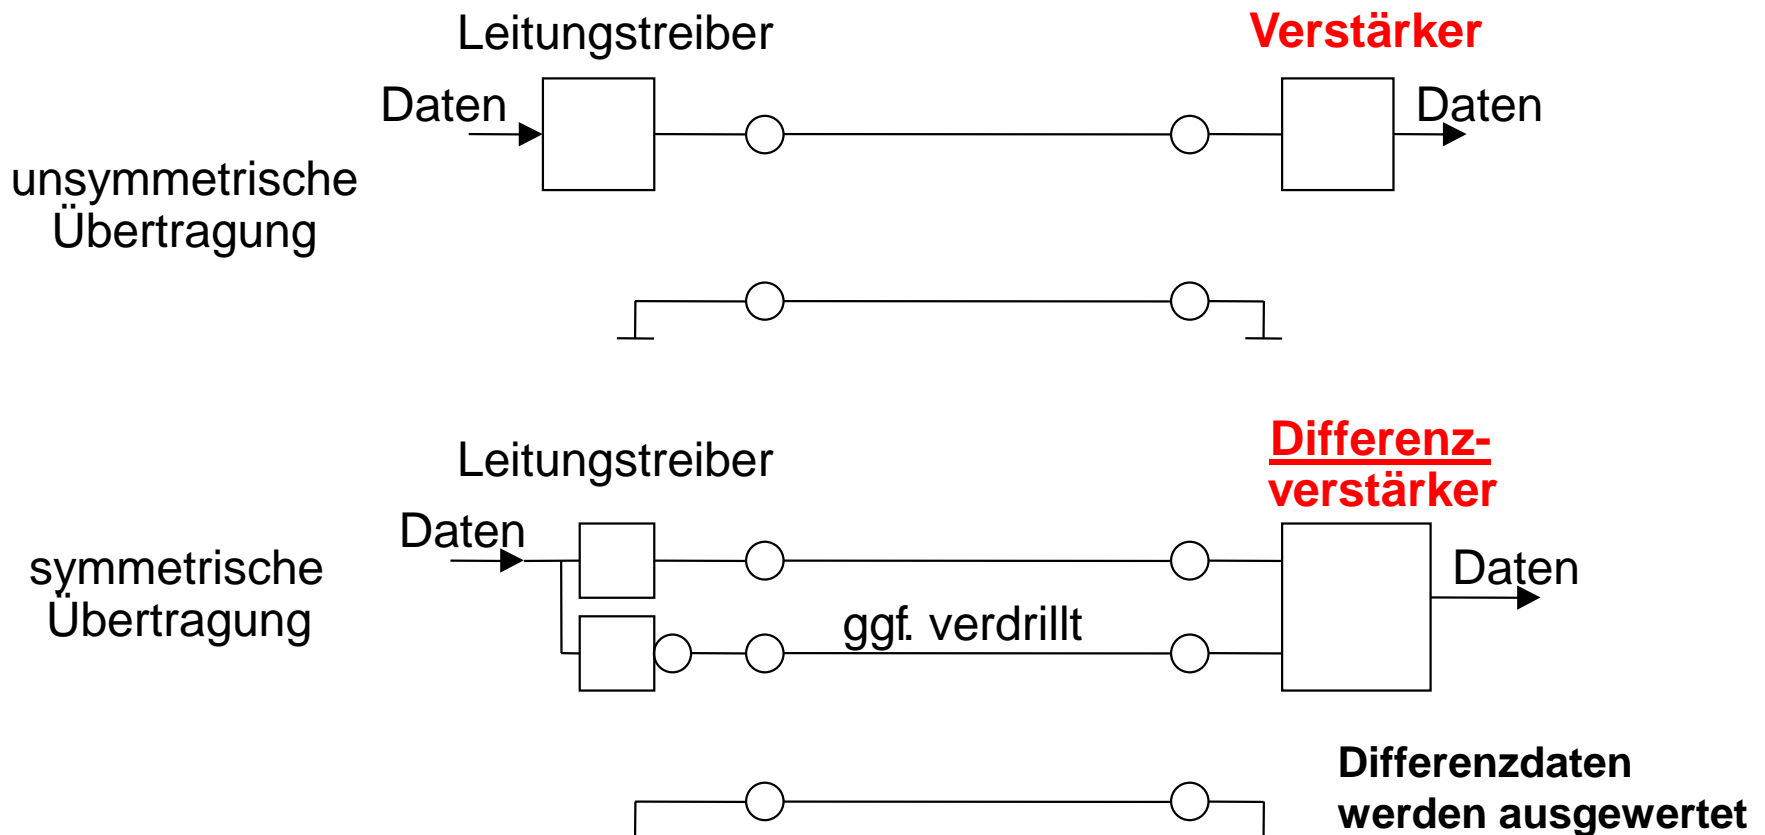 Leitungstreiber
Verstärker
Daten
Daten
unsymmetrische
Übertragung
Leitungstreiber
Differenz-
verstärker
Daten
Daten
symmetrische
Übertragung
ggf. verdrillt
Differenzdaten
werden ausgewertet